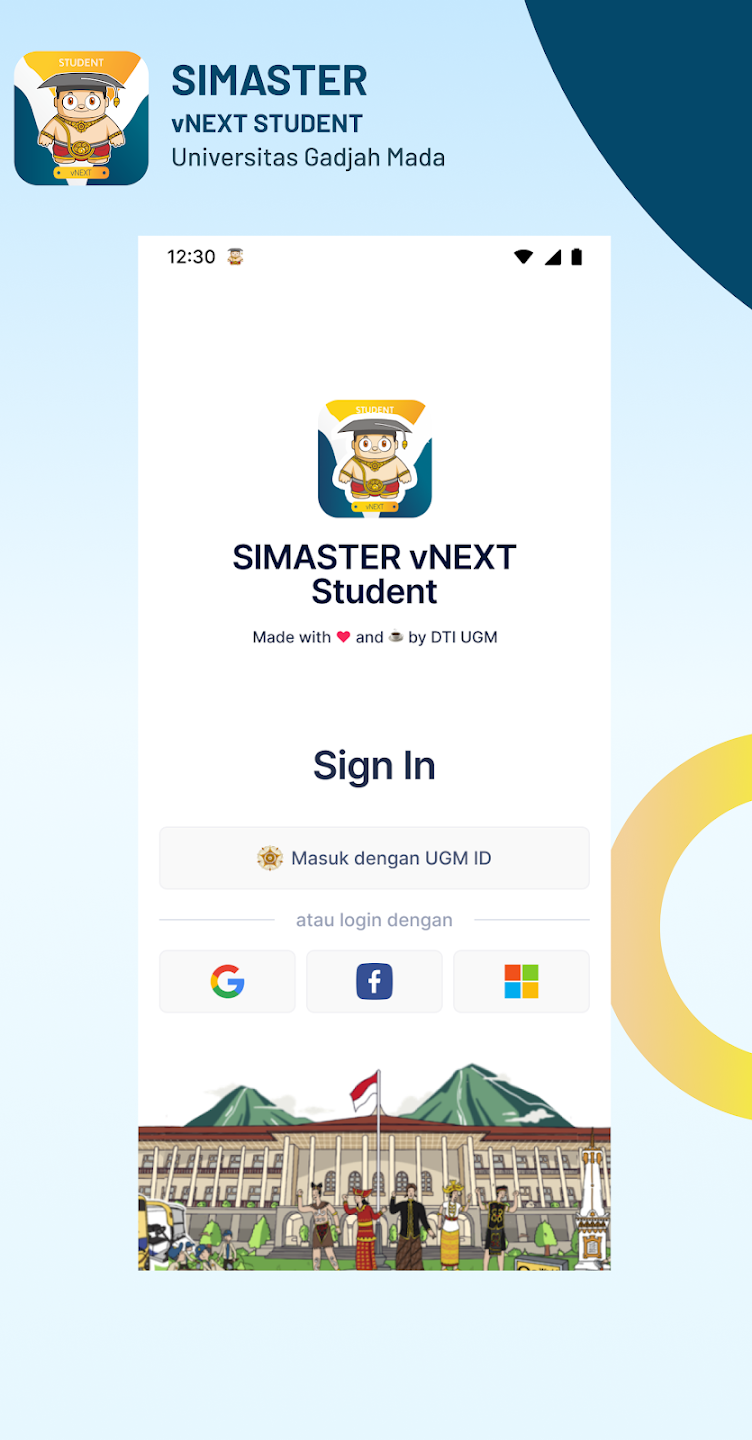 STUDENT
vNEXT
SIMASTER
vNEXT STUDENT
Universitas Gadjah Mada
12:30
STUDENT
vNEXT
SIMASTER vNEXT
Student
Made with ❤ and ☕ by DTI UGM
Sign In
Masuk dengan UGM ID
atau login dengan